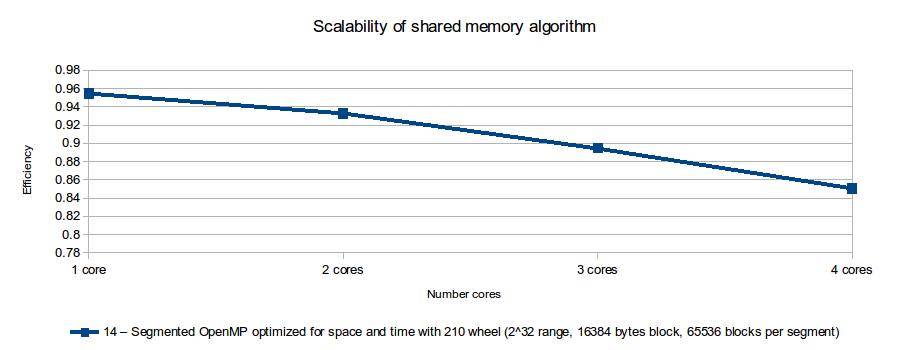 Scalability of shared memory algorithm
0.98
0.96
0.94
0.92
0.9
0.88
0.86
0.84
0.82
0.8
0.78
Efficiency
1 core 2 cores 3 cores 4 cores
Number cores
14 – Segmented OpenMP optimized for space and time with 210 wheel (2^32 range, 16384 bytes block, 65536 blocks per segment)